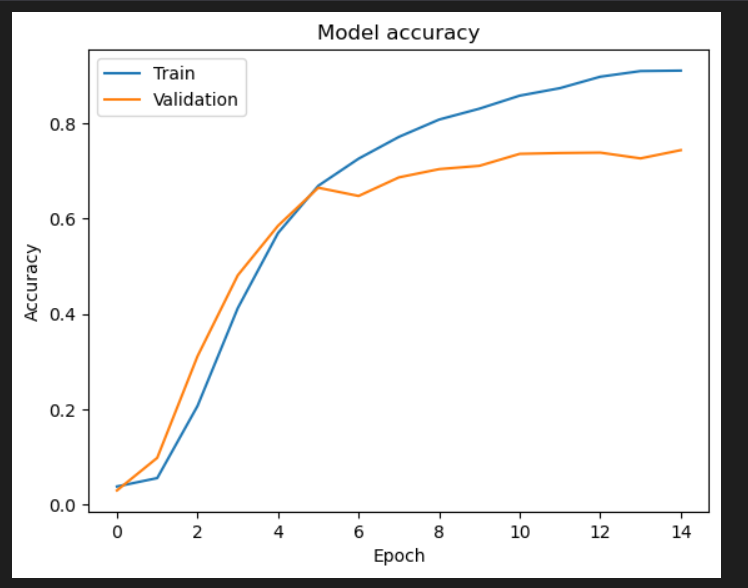 Model accuracy
Train
Validation
Accuracy
0.8
0.6
0.4
0.2
0.0
0 2 4 6 8 10 12 14
Epoch